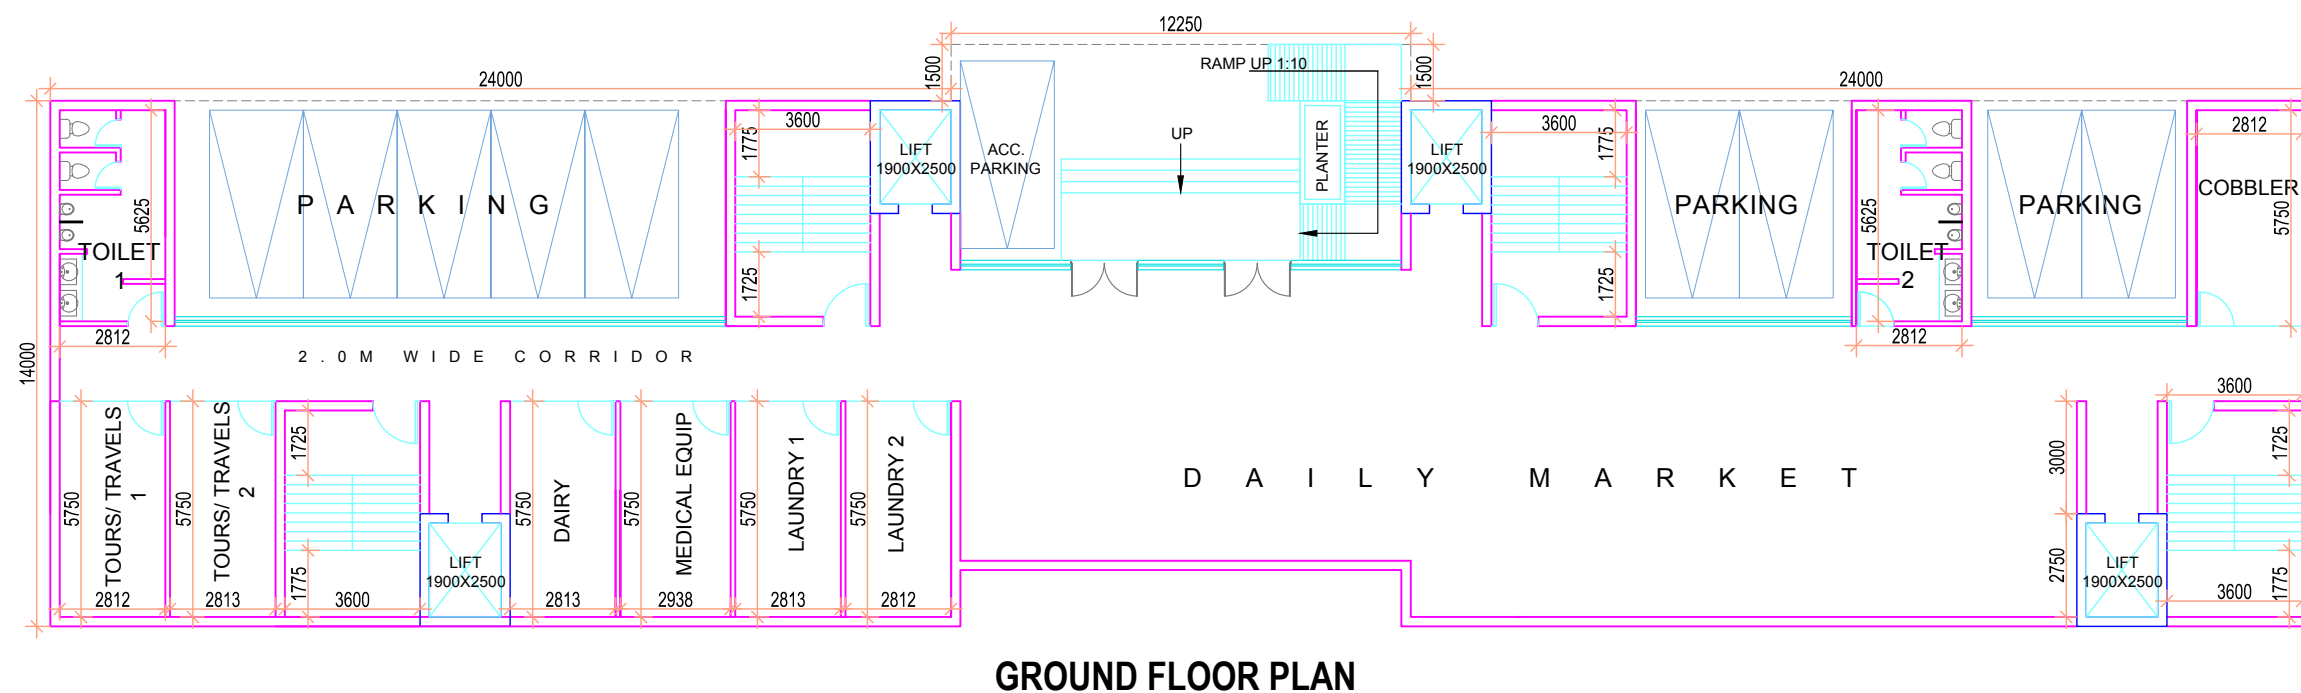 12250
24000
1500
1500
24000
RAMP UP 1:10
3600
1775
LIFT
1900X2500
ACC.
PARKING
UP
PLANTER
LIFT
1900X2500
3600
1775
2812
5625
P A R K I N G
PARKING
5625
PARKING
COBBLER
5750
TOILET
1
TOILET
2
1725
1725
2812
2812
14000
2 . 0 M W I D E C O R R I D O R
3600
5750
TOURS/ TRAVELS
1
5750
TOURS/ TRAVELS
2
1725
1775
5750
DAIRY
5750
MEDICAL EQUIP
5750
LAUNDRY 1
5750
LAUNDRY 2
D A I L Y M A R K E T
3000
2750
1725
1775
LIFT
1900X2500
LIFT
1900X2500
2812
2813
3600
2813
2938
2813
2812
3600
GROUND FLOOR PLAN